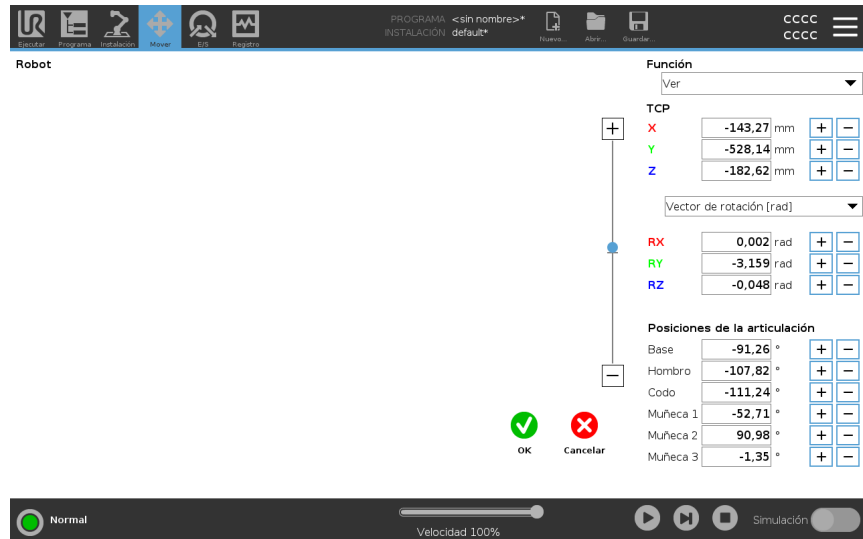 Ejecutar Programa Instalación Mover E/S Registro
PROGRAMA <sin nombre>*
INSTALACIÓN default*
Nuevo... Abrir... Guardar...
CCCC
CCCC
Robot
Función
Ver
TCP
X -143,27 mm + −
Y -528,14 mm + −
Z -182,62 mm + −
Vector de rotación [rad]
RX 0,002 rad + −
RY -3,159 rad + −
RZ -0,048 rad + −
Posiciones de la articulación
Base -91,26 ° + −
Hombro -107,82 ° + −
Codo -111,24 ° + −
Muñeca 1 -52,71 ° + −
Muñeca 2 90,98 ° + −
Muñeca 3 -1,35 ° + −
+
−
OK Cancelar
Normal
Velocidad 100%
Simulación